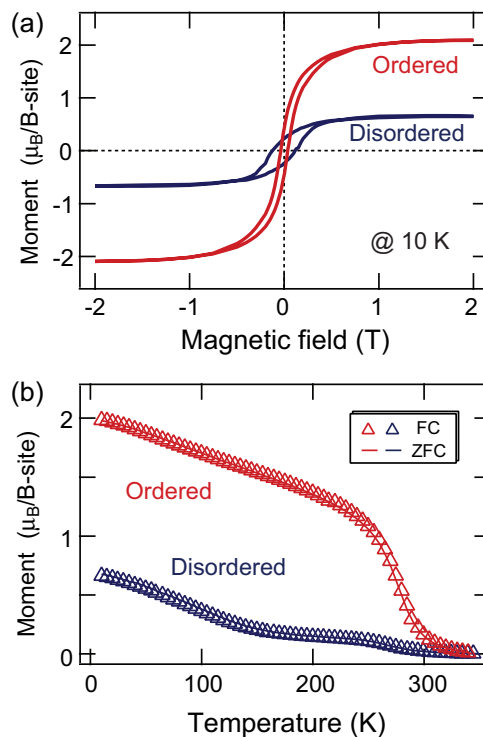 (a)
2
1
0
-1
-2
Moment (μB/B-site)
Ordered
Disordered
@ 10 K
-2 -1 0 1 2
Magnetic field (T)
(b)
2
1
0
Moment (μB/B-site)
FC
ZFC
Ordered
Disordered
0 100 200 300
Temperature (K)